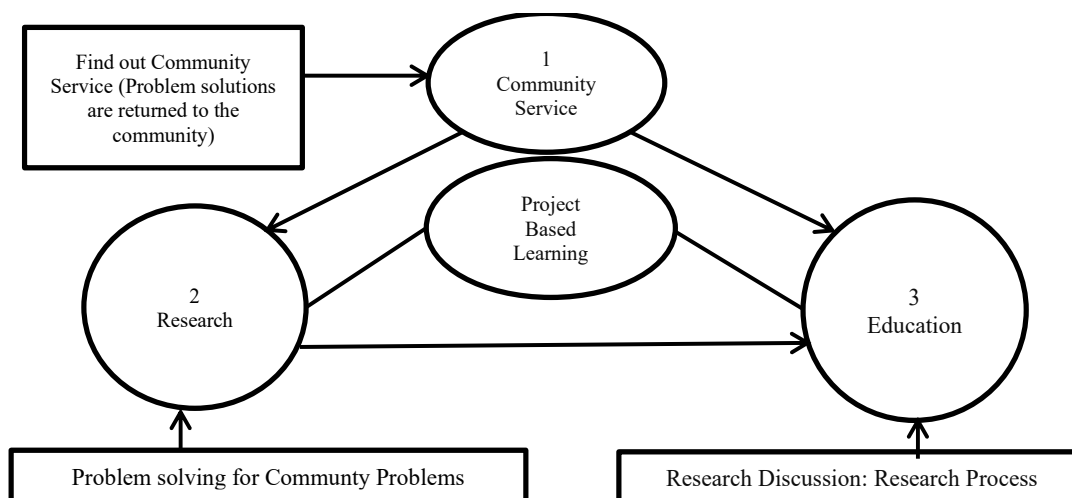 Find out Community
Service (Problem solutions
are returned to the
community)
1
Community
Service
Project
Based
Learning
2
Research
3
Education
Problem solving for Communty Problems
Research Discussion: Research Process